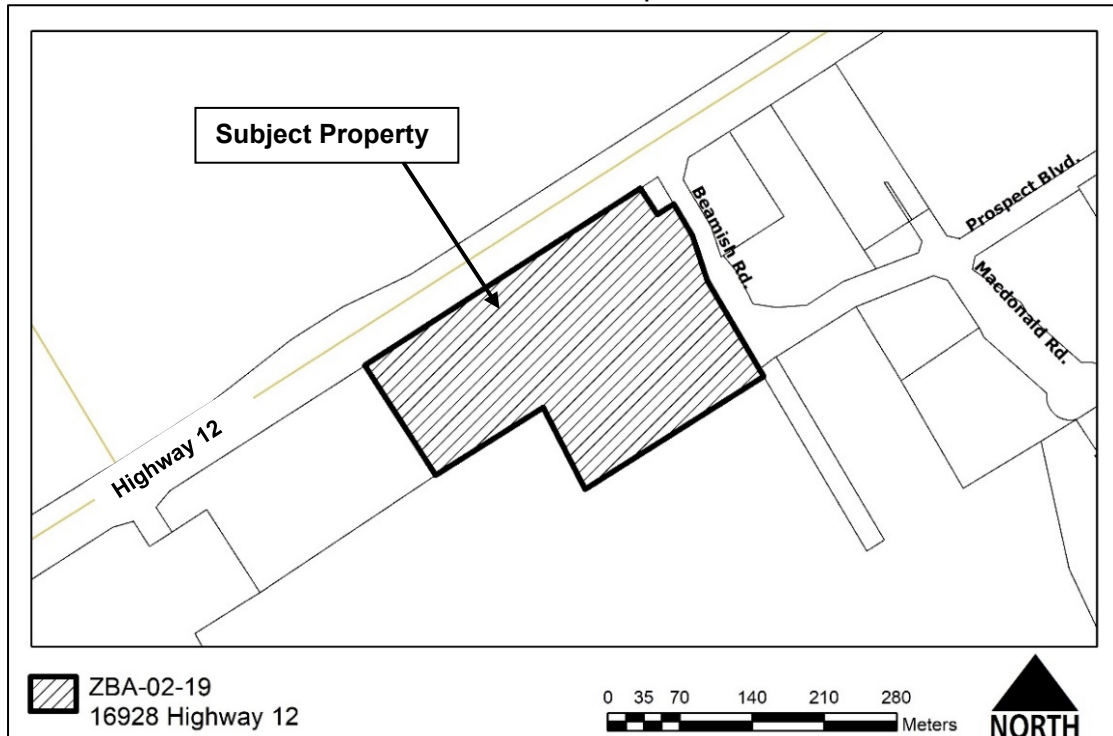 Subject Property
Beamish Rd.
Prospect Blvd.
Macdonald Rd.
Highway 12
ZBA-02-19
16928 Highway 12
0 35 70 140 210 280
Meters
NORTH